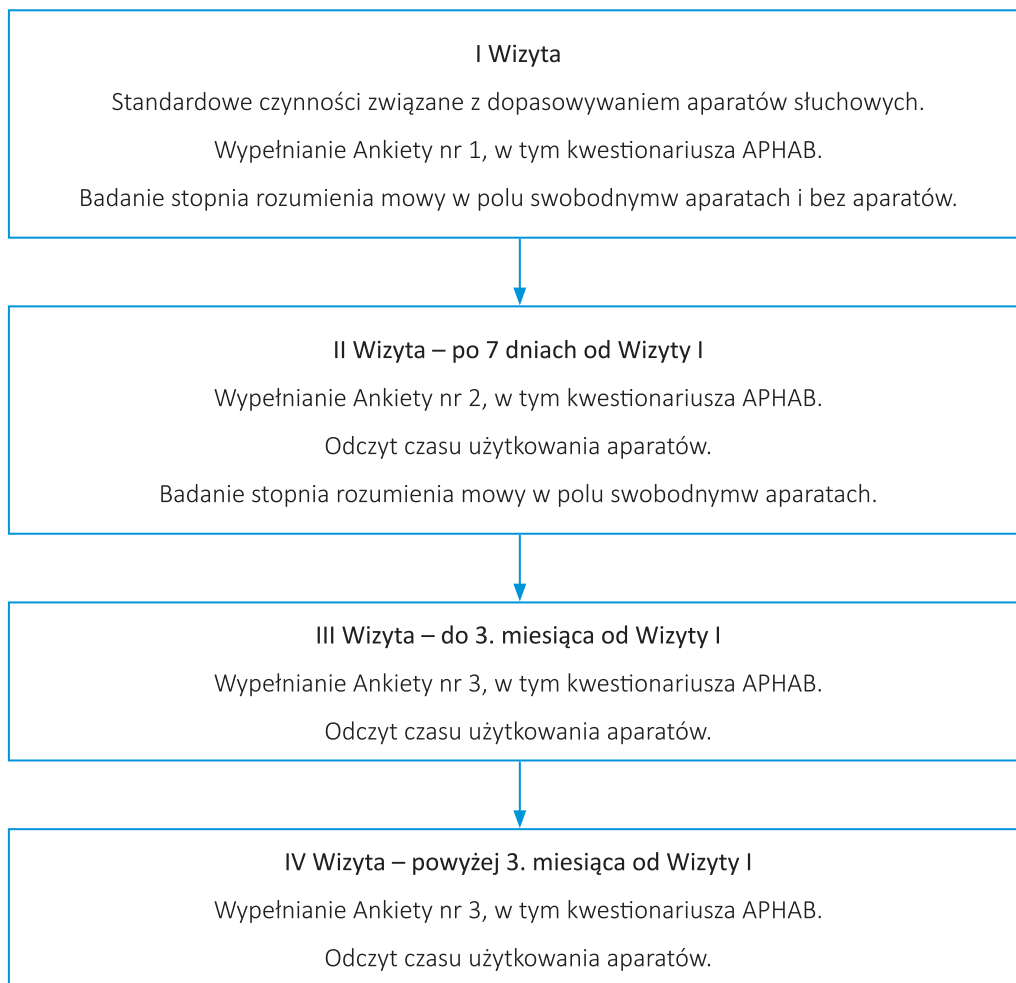 I Wizyta
Standardowe czynności związane z dopasowywaniem aparatów słuchowych.
Wypełnianie Ankiety nr 1, w tym kwestionariusza APHAB.
Badanie stopnia rozumienia mowy w polu swobodnymw aparatach i bez aparatów.
II Wizyta – po 7 dniach od Wizyty I
Wypełnianie Ankiety nr 2, w tym kwestionariusza APHAB.
Odczyt czasu użytkowania aparatów.
Badanie stopnia rozumienia mowy w polu swobodnymw aparatach.
III Wizyta – do 3. miesiąca od Wizyty I
Wypełnianie Ankiety nr 3, w tym kwestionariusza APHAB.
Odczyt czasu użytkowania aparatów.
IV Wizyta – powyżej 3. miesiąca od Wizyty I
Wypełnianie Ankiety nr 3, w tym kwestionariusza APHAB.
Odczyt czasu użytkowania aparatów.